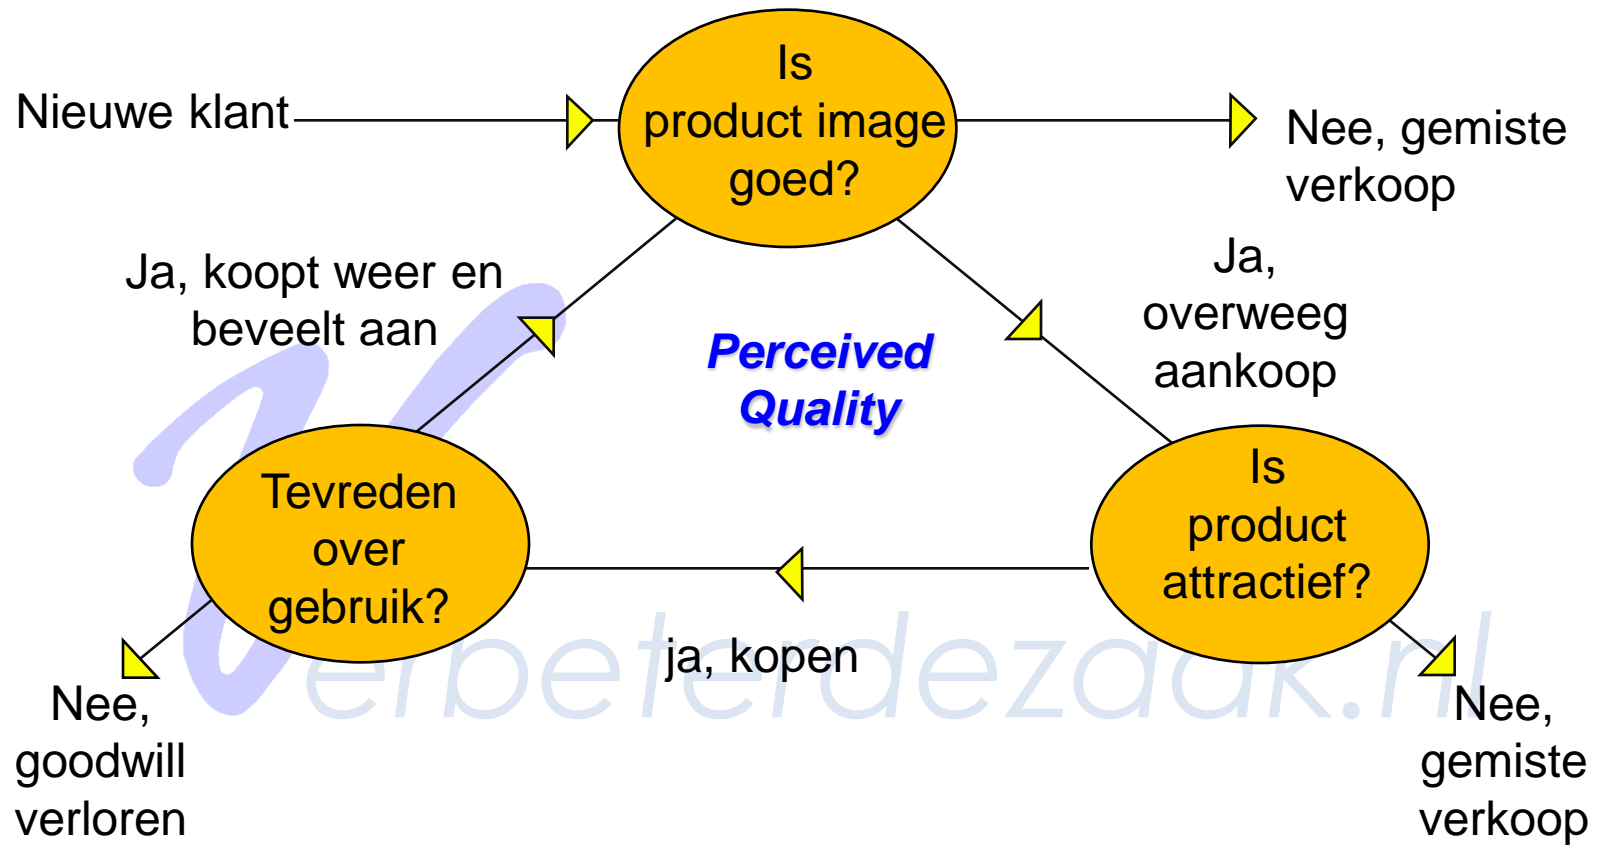 Is
product image
goed?
Nieuwe klant
Nee, gemiste
verkoop
Ja, koopt weer en
beveelt aan
Ja,
overweeg
aankoop
Perceived
Quality
Tevreden
over
gebruik?
Is
product
attractief?
ja, kopen
Verbeterdezaak.nl
Nee,
goodwill
verloren
Nee,
gemiste
verkoop